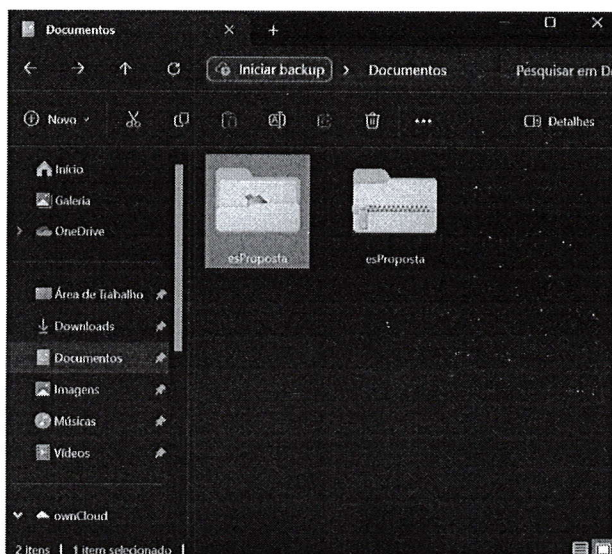 Documentos
Iniciar backup > Documentos Pesquisar em D
Novo Detalhes
Início
Galeria
OneDrive
esProposta esProposta
Área de Trabalho
Downloads
Documentos
Imagens
Músicas
Vídeos
ownCloud
2 itens | 1 item selecionado |